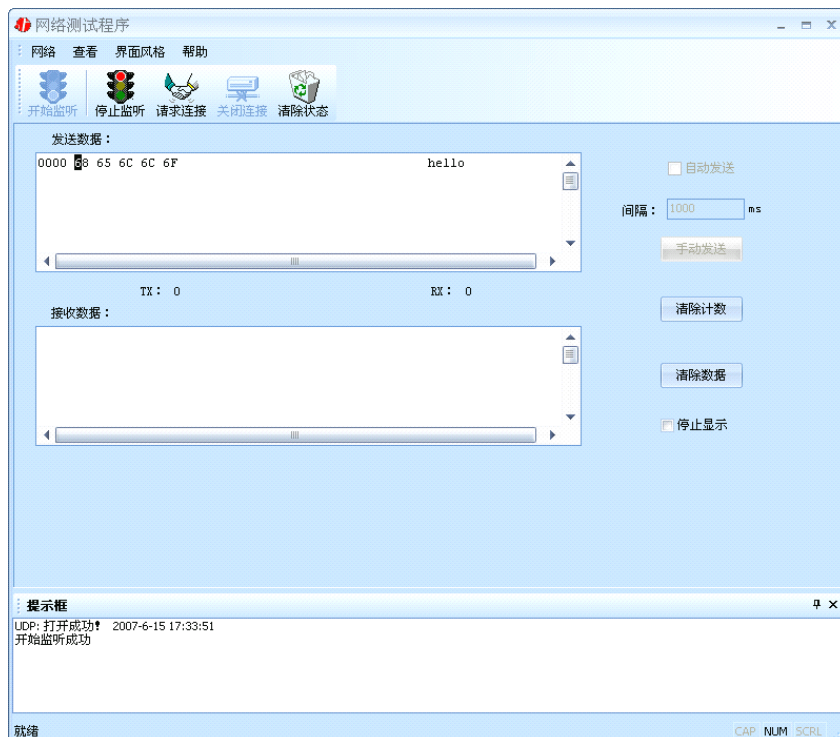 网络测试程序
网络 查看 界面风格 帮助
开始监听 停止监听 请求连接 关闭连接 清除状态
发送数据：
0000 68 65 6C 6C 6F hello
自动发送
间隔： 1000 ms
手动发送
TX： 0 RX： 0
接收数据：
清除计数
清除数据
停止显示
提示框
UDP: 打开成功! 2007-6-15 17:33:51
开始监听成功
就绪 CAP NUM SCRL